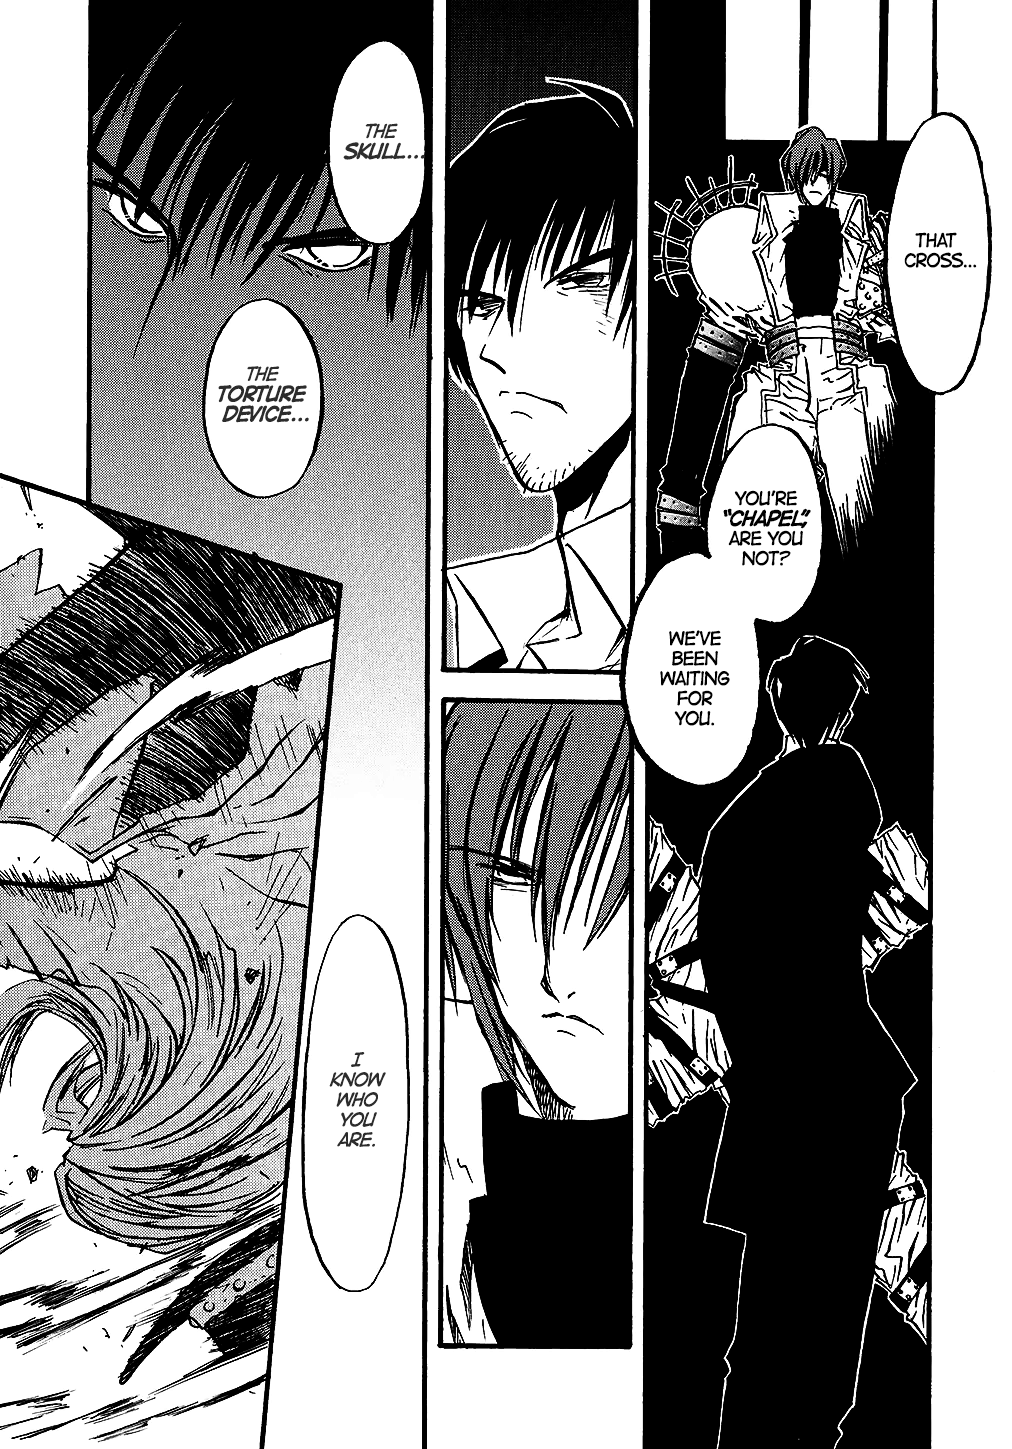 THAT
CROSS...
YOU'RE
"CHAPEL,"
ARE YOU
NOT?
WE'VE
BEEN
WAITING
FOR
YOU.
THE
SKULL...
THE
TORTURE
DEVICE...
I
KNOW
WHO
YOU
ARE.